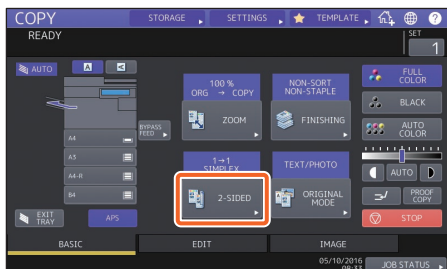 COPY
STORAGE
SETTINGS
TEMPLATE
?
READY
SET
1
AUTO
A
A
100 %
ORG → COPY
NON-SORT
NON-STAPLE
FULL
COLOR
ZOOM
FINISHING
BLACK
BYPASS
FEED
AUTO
COLOR
A4
A3
A4-R
B4
1→1
SIMPLEX
TEXT/PHOTO
AUTO
2-SIDED
ORIGINAL
MODE
PROOF
COPY
EXIT
TRAY
APS
STOP
BASIC
EDIT
IMAGE
05/10/2016
08:33
JOB STATUS